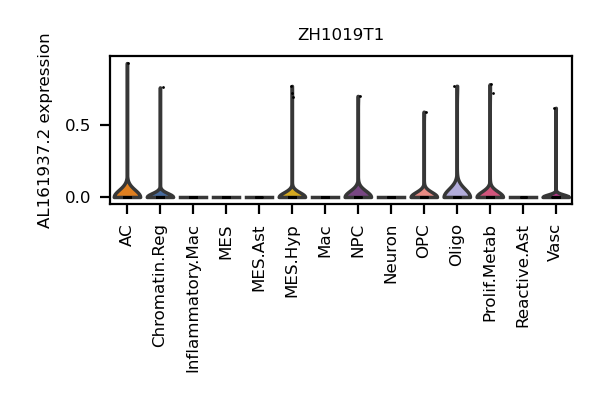 ZH1019T1
AL161937.2 expression
0.5
0.0
AC
Chromatin.Reg
Inflammatory.Mac
MES
MES.Ast
MES.Hyp
Mac
NPC
Neuron
OPC
Oligo
Prolif.Metab
Reactive.Ast
Vasc